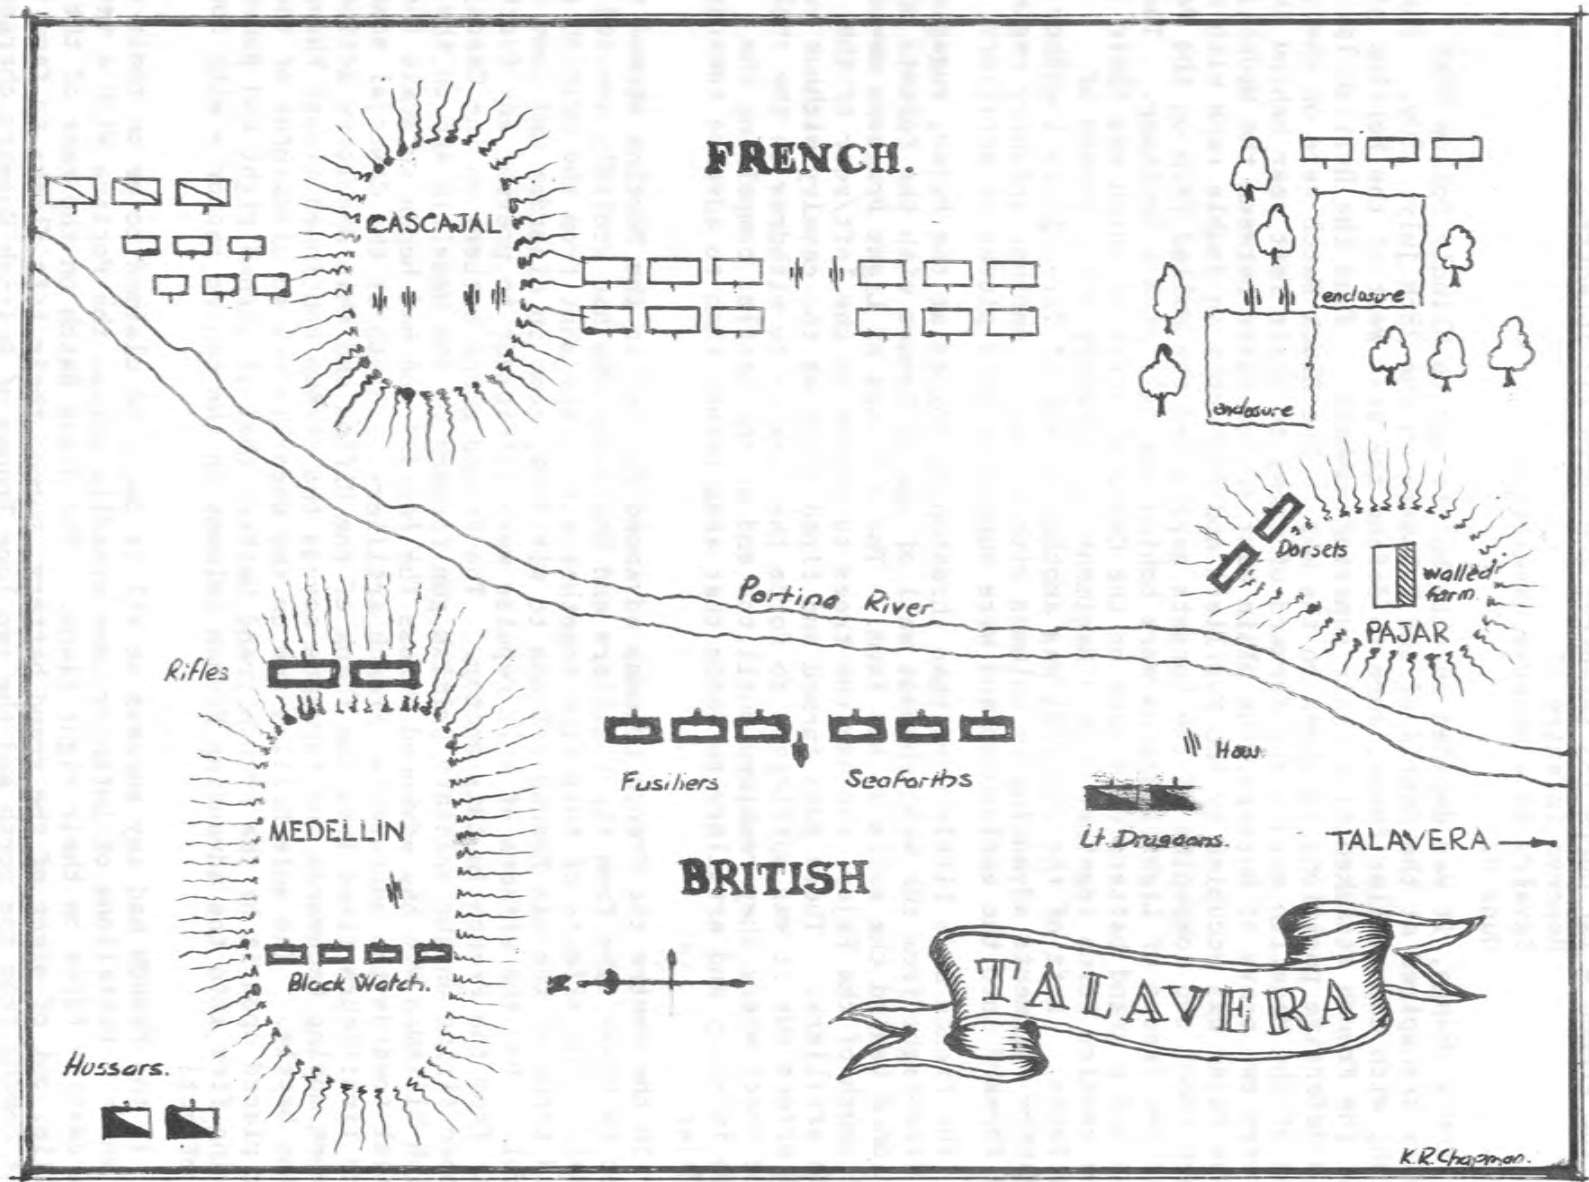 FRENCH.
CASCAJAL
enclosure
enclosure
Dorsets
walled
farm.
PAJAR
Portina River
Rifles
Fusiliers
Seaforths
How.
Lt. Dragoons.
TALAVERA
MEDELLIN
BRITISH
Black Watch.
N
TALAVERA
Hussars.
K.R.Chapman.